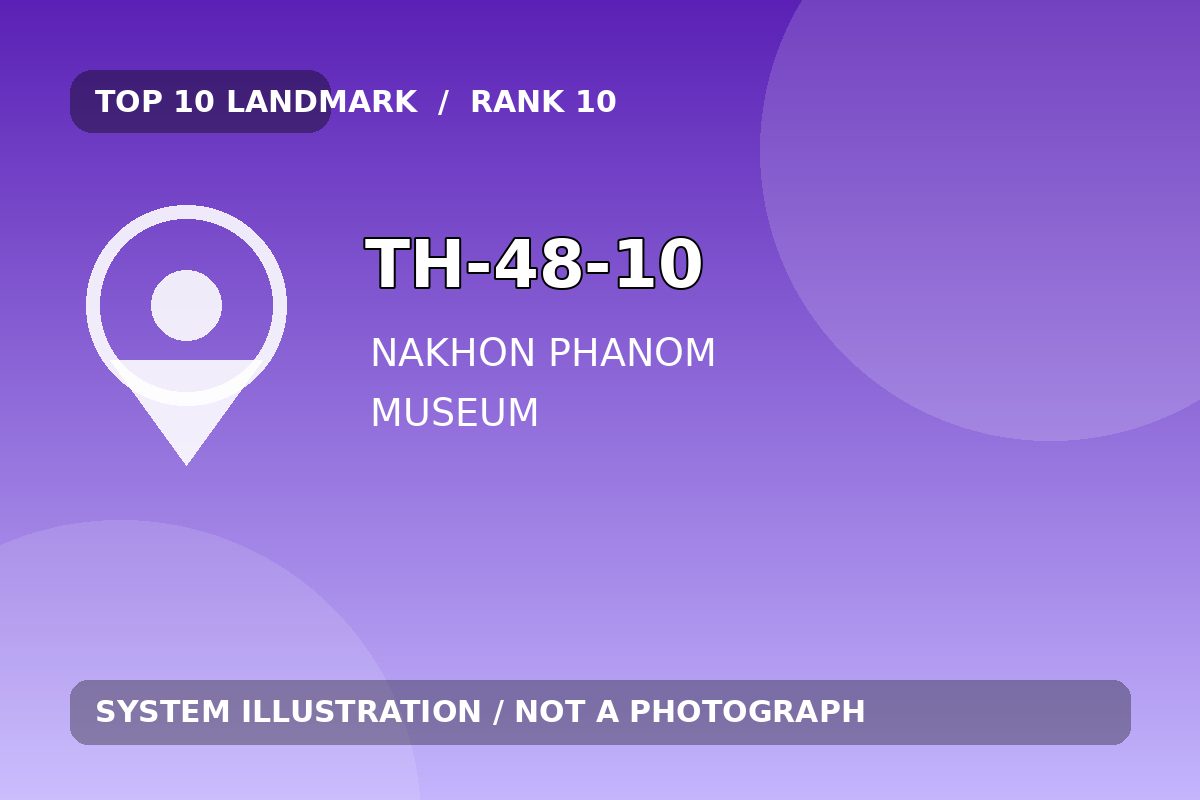 TOP 10 LANDMARK / RANK 10
TH-48-10
NAKHON PHANOM
MUSEUM
SYSTEM ILLUSTRATION / NOT A PHOTOGRAPH